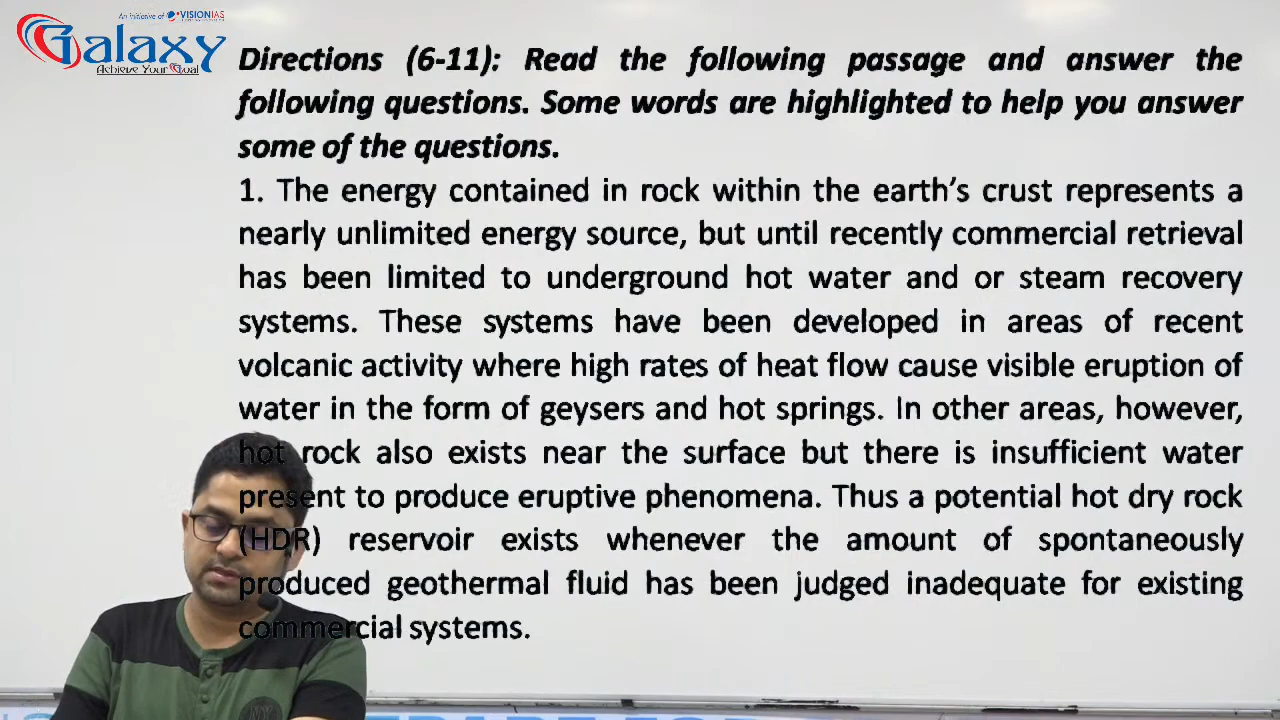 An initiative of VISIONIAS
Galaxy
Achieve Your Goal
Directions (6-11): Read the following passage and answer the
following questions. Some words are highlighted to help you answer
some of the questions.
1. The energy contained in rock within the earth's crust represents a
nearly unlimited energy source, but until recently commercial retrieval
has been limited to underground hot water and or steam recovery
systems. These systems have been developed in areas of recent
volcanic activity where high rates of heat flow cause visible eruption of
water in the form of geysers and hot springs. In other areas, however,
hot rock also exists near the surface but there is insufficient water
present to produce eruptive phenomena. Thus a potential hot dry rock
(HDR) reservoir exists whenever the amount of spontaneously
produced geothermal fluid has been judged inadequate for existing
commercial systems.